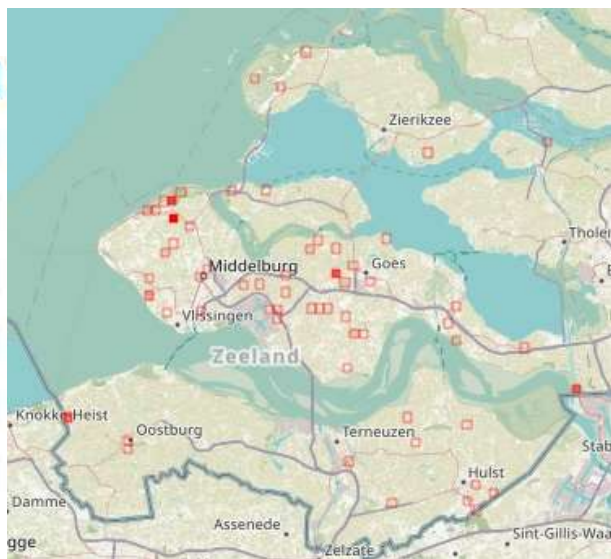 Zierikzee
Thole
Middelburg
Goes
Vlissingen
Zeeland
Knokke-Heist
Oostburg
Terneuzen
Stab
Hulst
Damme
Assenede
gge
Zelzate
Sint-Gillis-Waa